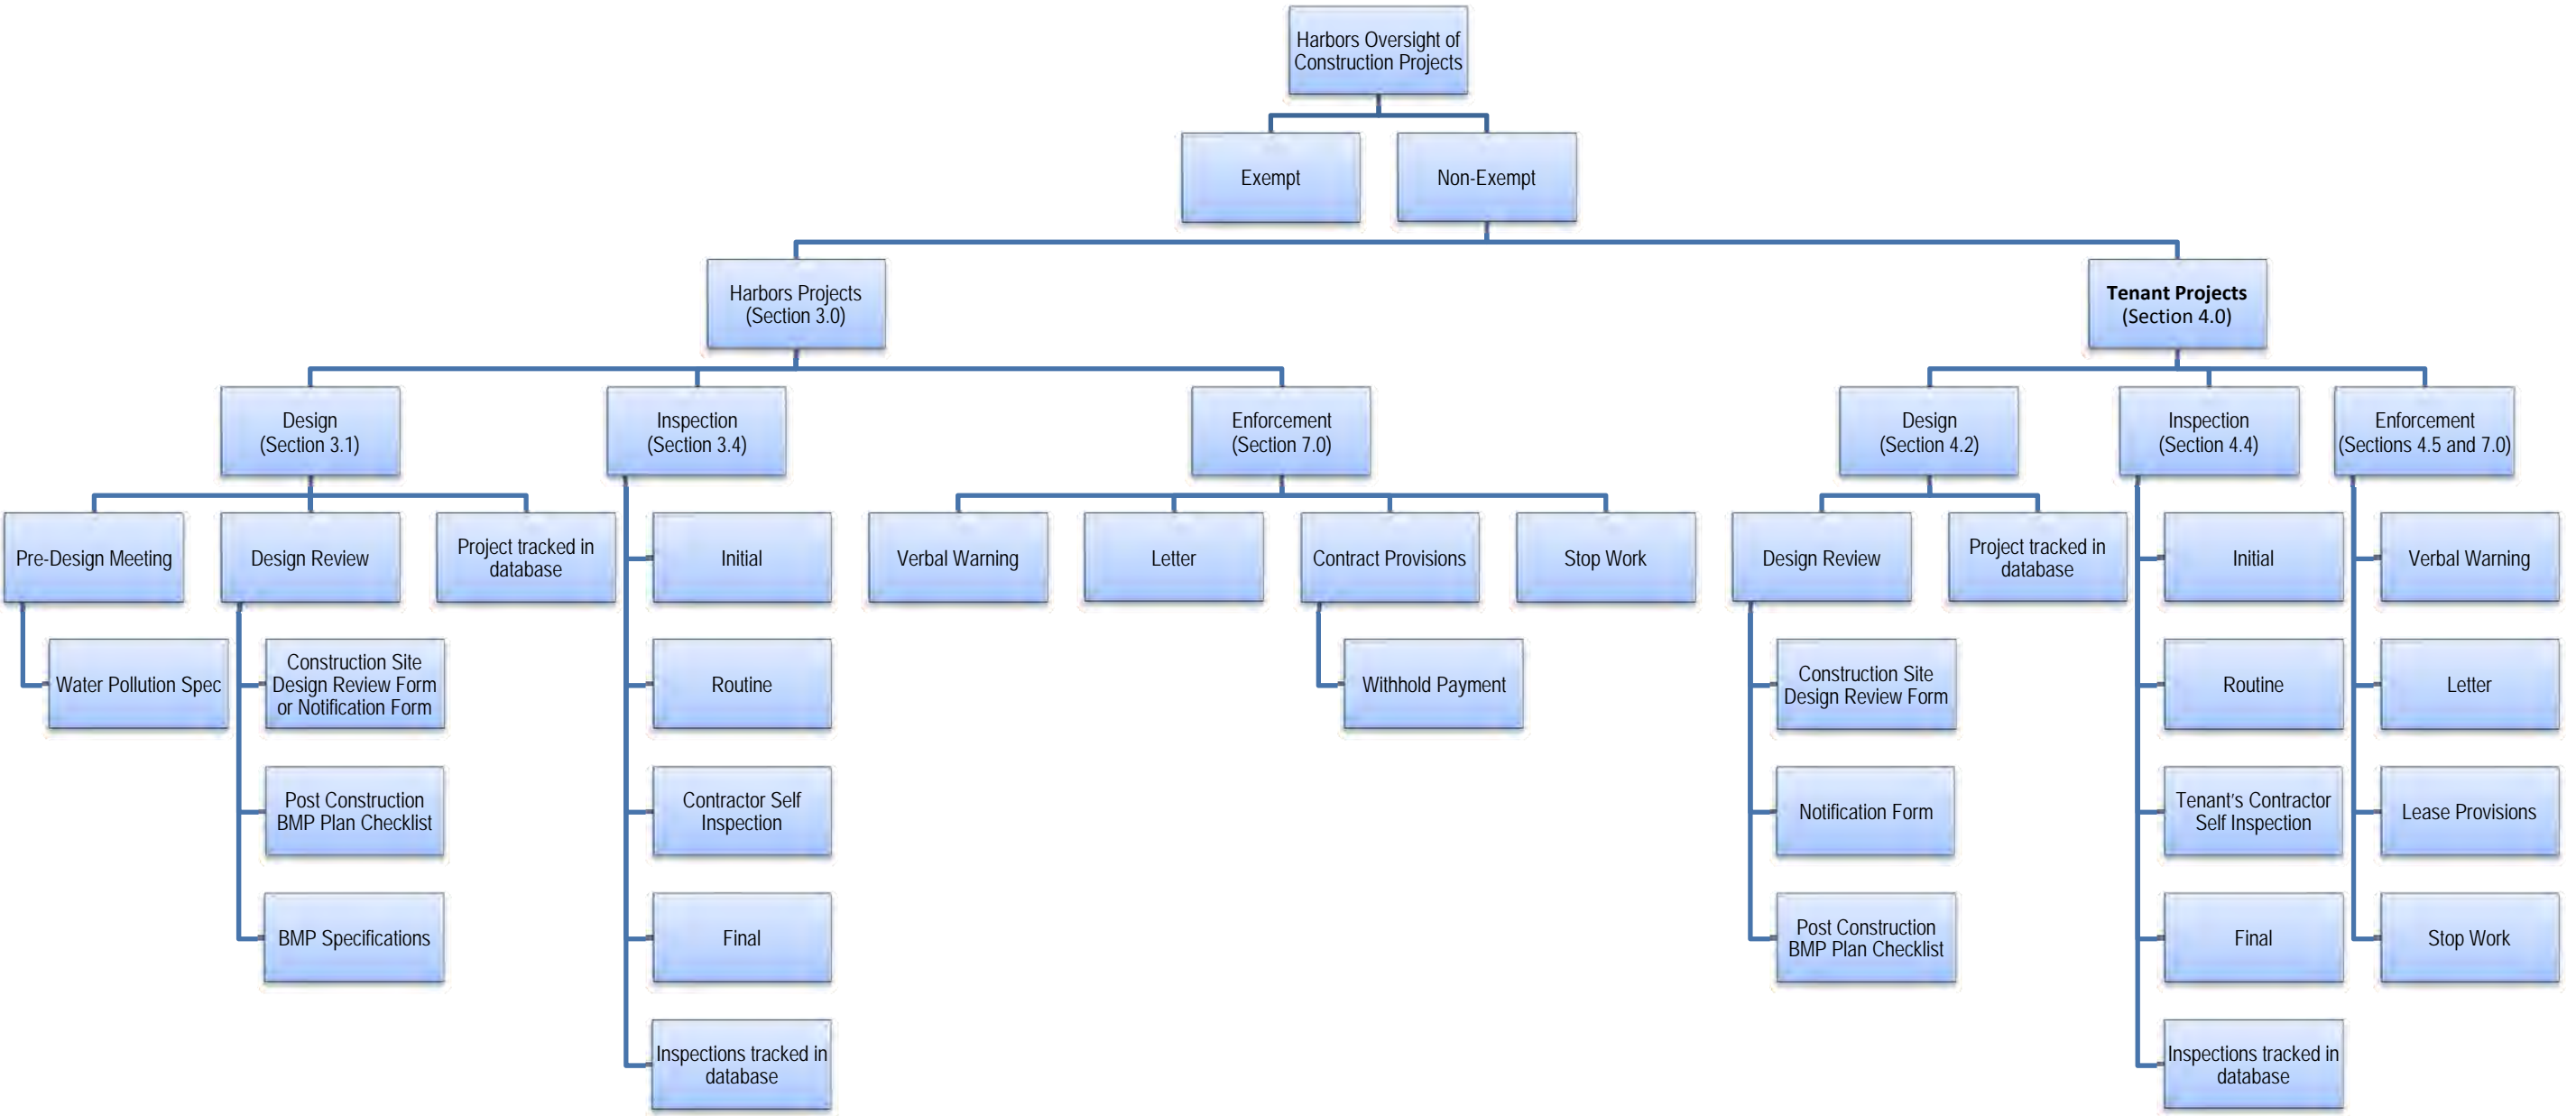 Harbors Oversight of
Construction Projects
Exempt
Non-Exempt
Harbors Projects
(Section 3.0)
Tenant Projects
(Section 4.0)
Design
(Section 3.1)
Inspection
(Section 3.4)
Enforcement
(Section 7.0)
Design
(Section 4.2)
Inspection
(Section 4.4)
Enforcement
(Sections 4.5 and 7.0)
Pre-Design Meeting
Design Review
Project tracked in
database
Initial
Verbal Warning
Letter
Contract Provisions
Stop Work
Design Review
Project tracked in
database
Initial
Verbal Warning
Water Pollution Spec
Construction Site
Design Review Form
or Notification Form
Routine
Withhold Payment
Construction Site
Design Review Form
Routine
Letter
Post Construction
BMP Plan Checklist
Contractor Self
Inspection
Notification Form
Tenant's Contractor
Self Inspection
Lease Provisions
BMP Specifications
Final
Post Construction
BMP Plan Checklist
Final
Stop Work
Inspections tracked in
database
Inspections tracked in
database